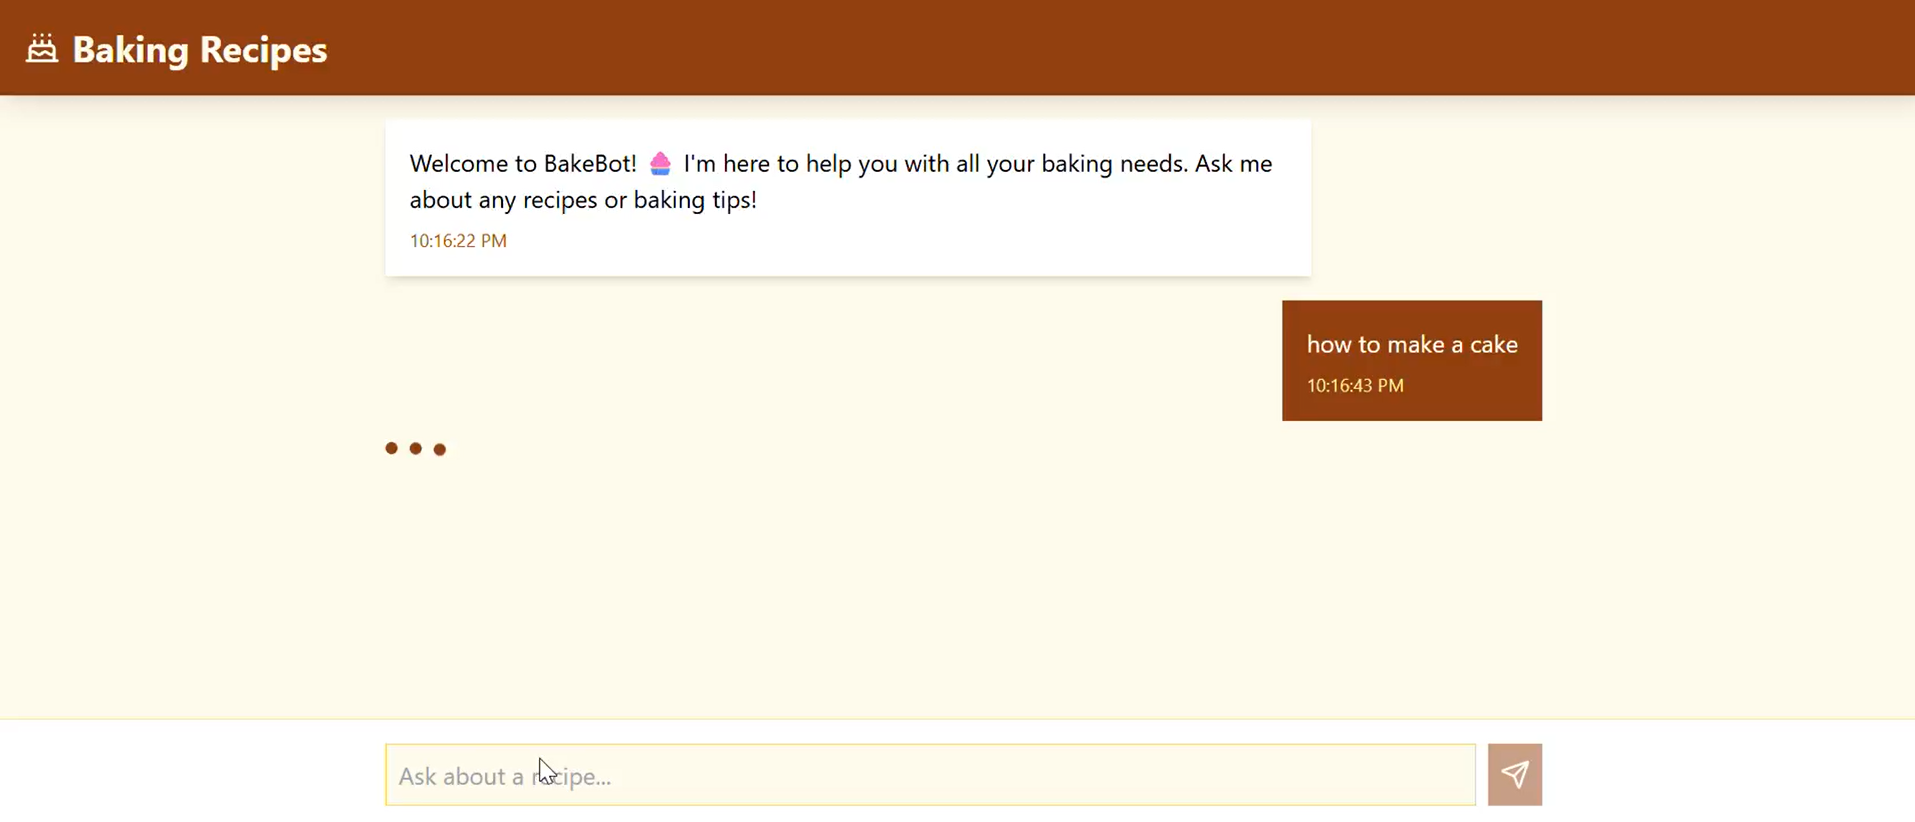 Baking Recipes
Welcome to BakeBot! 🧁 I'm here to help you with all your baking needs. Ask me
about any recipes or baking tips!
10:16:22 PM
how to make a cake
10:16:43 PM
Ask about a recipe...